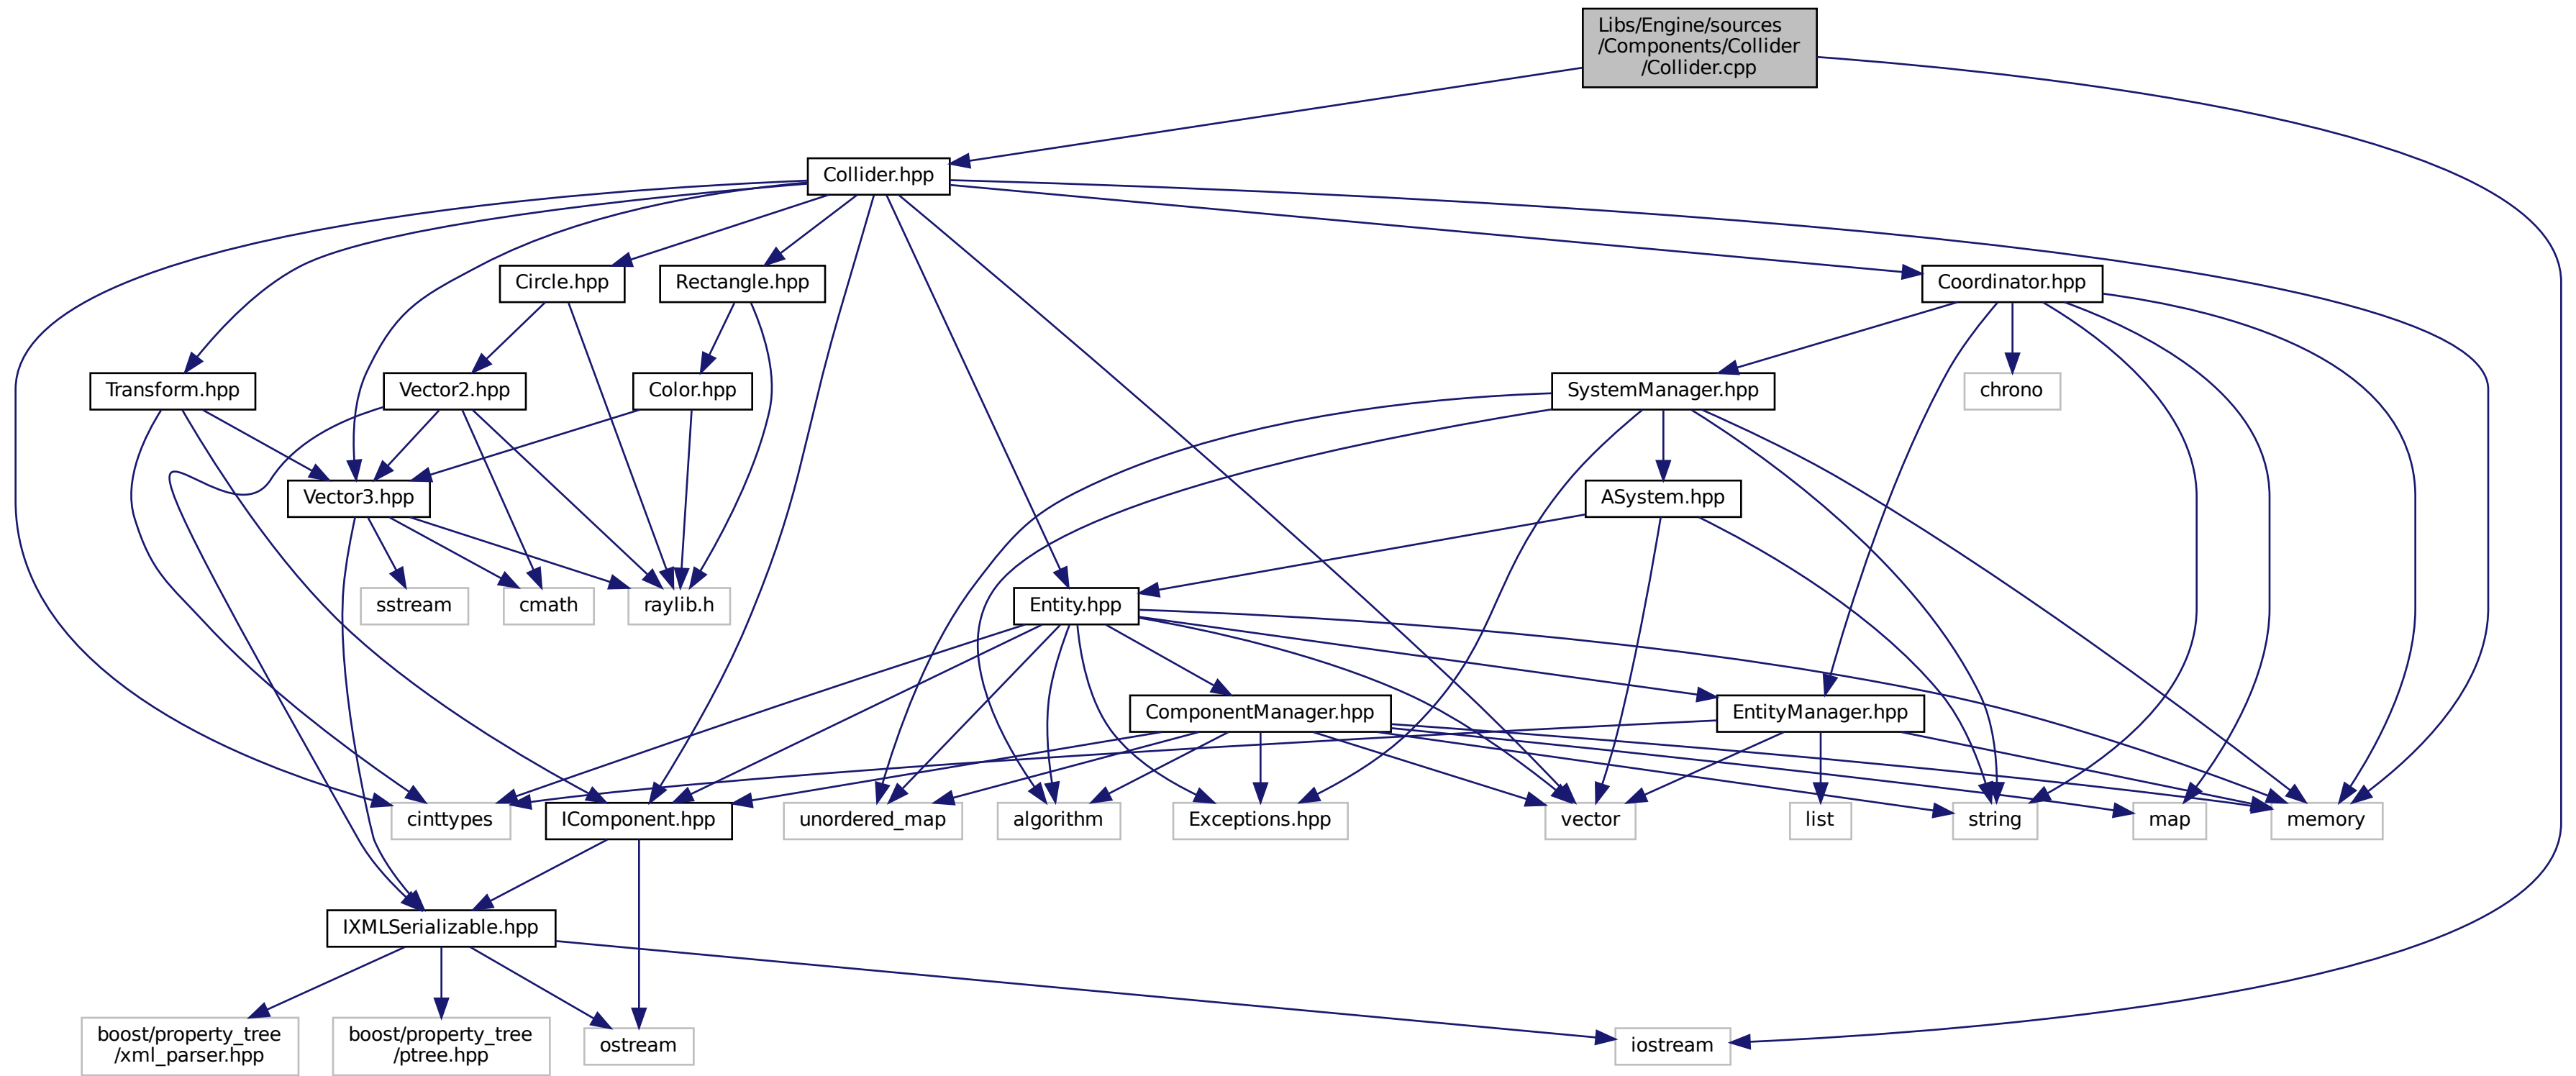 Libs/Engine/sources
/Components/Collider
/Collider.cpp
Collider.hpp
Circle.hpp
Rectangle.hpp
Coordinator.hpp
Transform.hpp
Vector2.hpp
Color.hpp
SystemManager.hpp
chrono
Vector3.hpp
ASystem.hpp
sstream
cmath
raylib.h
Entity.hpp
ComponentManager.hpp
EntityManager.hpp
cinttypes
IComponent.hpp
unordered_map
algorithm
Exceptions.hpp
vector
list
string
map
memory
IXMLSerializable.hpp
boost/property_tree
/xml_parser.hpp
boost/property_tree
/ptree.hpp
ostream
iostream